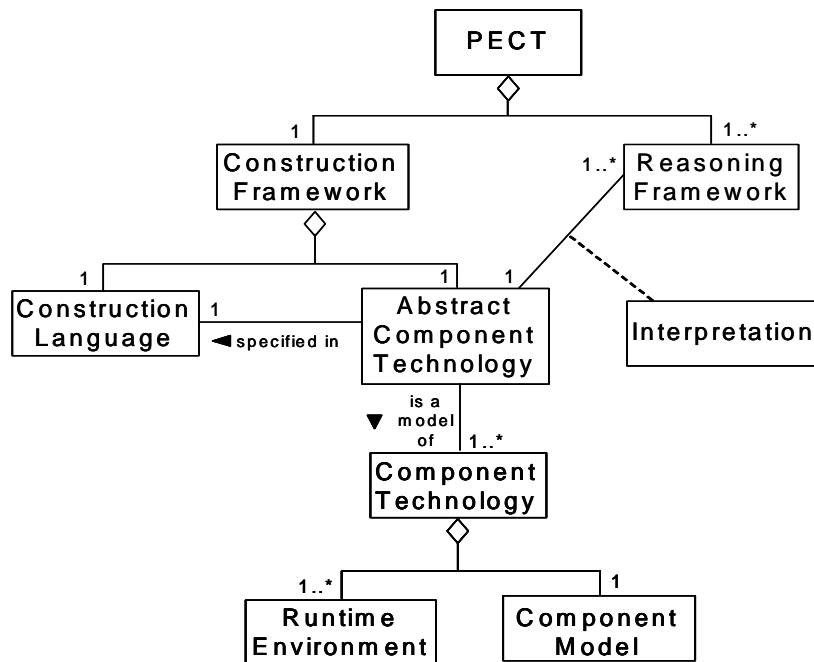 PECT
1
1..*
Construction
Framework
1..*
Reasoning
Framework
1
1
1
Construction
Language
1
specified in
Abstract
Component
Technology
Interpretation
is a
model
of
1..*
Component
Technology
1..*
1
Runtime
Environment
Component
Model